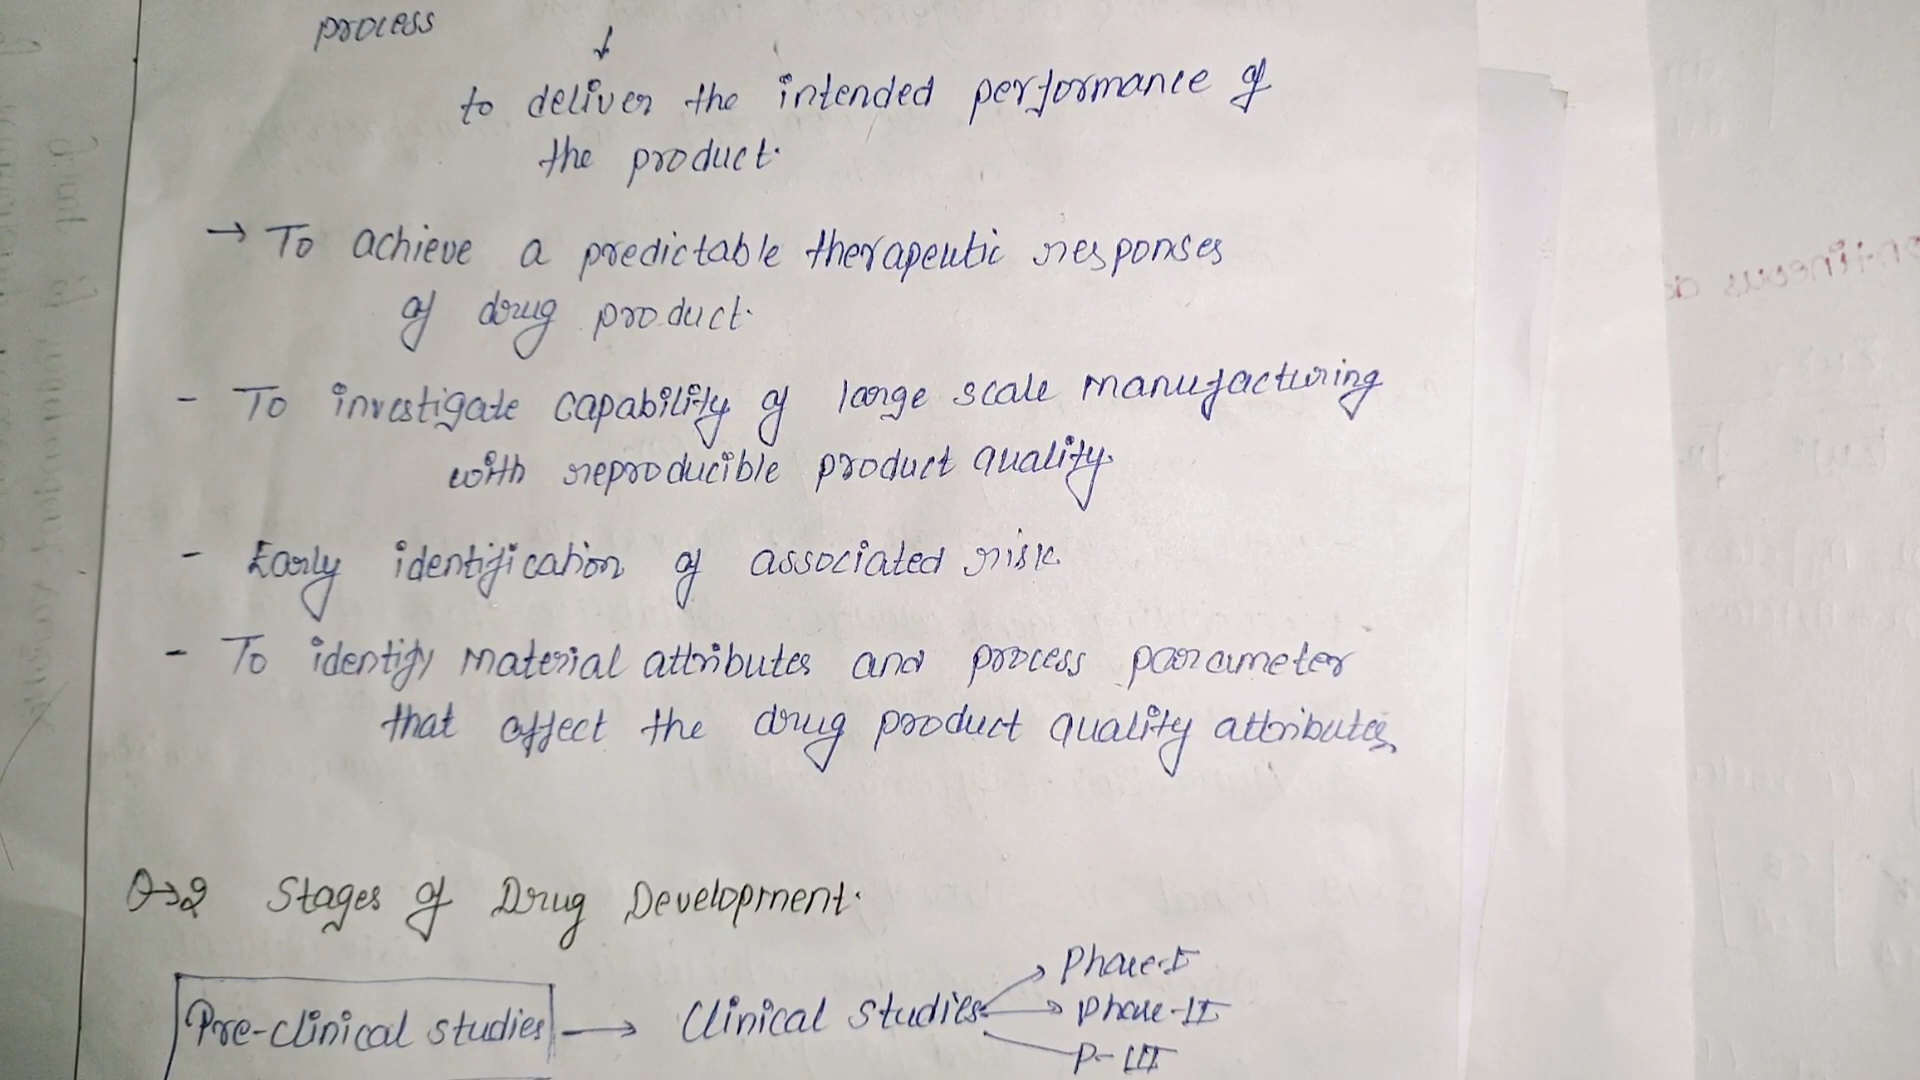 process
↓
to deliver the intended performance of
the product.
→ To achieve a predictable therapeutic responses
of drug product.
- To investigate capability of large scale manufacturing
with reproducible product quality.
- Early identification of associated risk.
- To identify material attributes and process parameter
that affect the drug product quality attributes,
Q→2 Stages of Drug Development.
Pre-clinical studies → Clinical studies → Phase-I
→ Phase-II
P-III